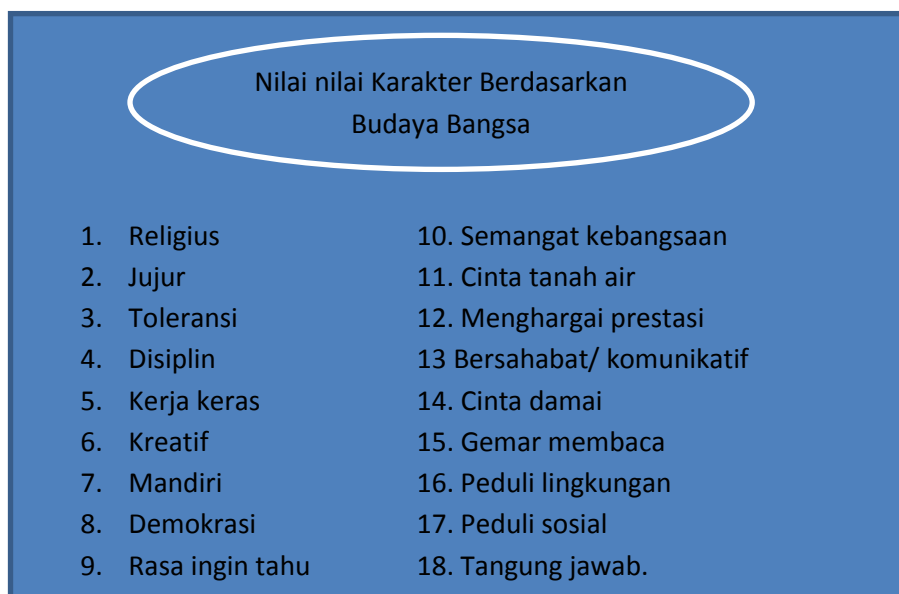 Nilai nilai Karakter Berdasarkan
Budaya Bangsa
1. Religius
2. Jujur
3. Toleransi
4. Disiplin
5. Kerja keras
6. Kreatif
7. Mandiri
8. Demokrasi
9. Rasa ingin tahu
10. Semangat kebangsaan
11. Cinta tanah air
12. Menghargai prestasi
13 Bersahabat/ komunikatif
14. Cinta damai
15. Gemar membaca
16. Peduli lingkungan
17. Peduli sosial
18. Tangung jawab.